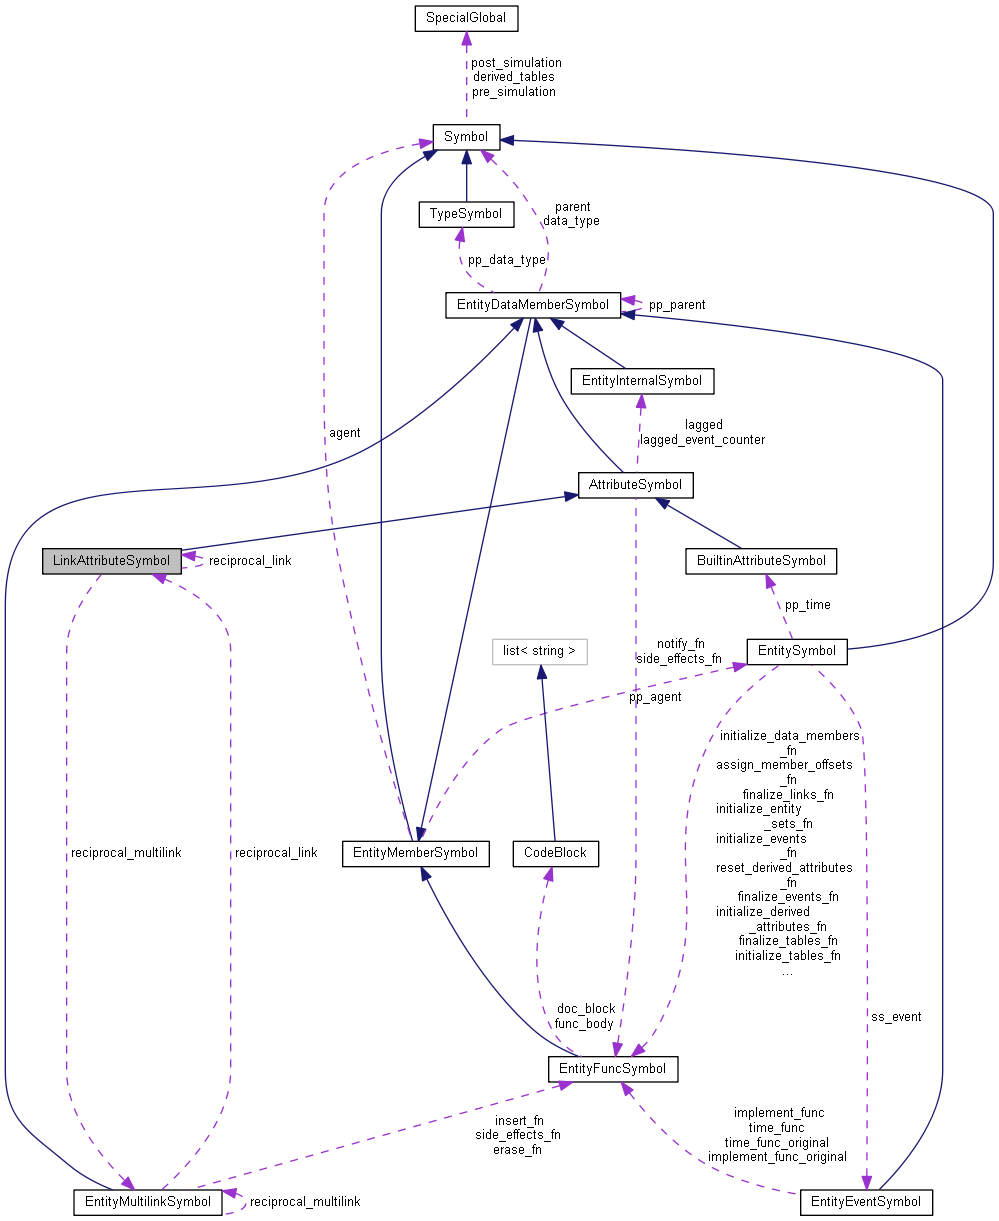 SpecialGlobal
post_simulation
derived_tables
pre_simulation
Symbol
TypeSymbol
parent
data_type
pp_data_type
EntityDataMemberSymbol
pp_parent
EntityInternalSymbol
agent
lagged
lagged_event_counter
AttributeSymbol
LinkAttributeSymbol
reciprocal_link
BuiltinAttributeSymbol
pp_time
list< string >
notify_fn
side_effects_fn
EntitySymbol
pp_agent
initialize_data_members
_fn
assign_member_offsets
_fn
finalize_links_fn
initialize_entity
_sets_fn
initialize_events
_fn
reset_derived_attributes
_fn
finalize_events_fn
initialize_derived
_attributes_fn
finalize_tables_fn
initialize_tables_fn
...
reciprocal_multilink
reciprocal_link
EntityMemberSymbol
CodeBlock
doc_block
func_body
ss_event
EntityFuncSymbol
insert_fn
side_effects_fn
erase_fn
implement_func
time_func
time_func_original
implement_func_original
EntityMultilinkSymbol
reciprocal_multilink
EntityEventSymbol